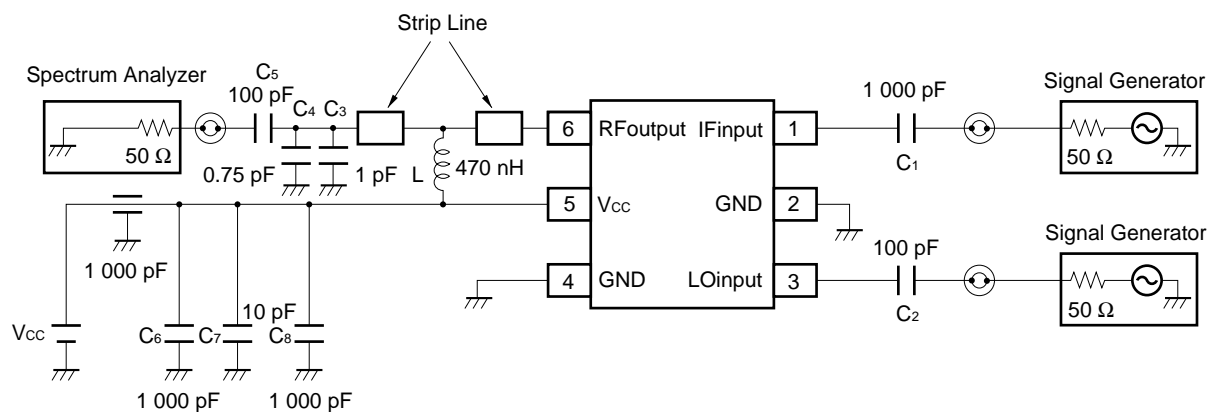 Strip Line
Spectrum Analyzer
C5
100 pF
C4
C3
50 Ω
0.75 pF
1 pF
L
470 nH
6
RFoutput
IFinput
1
1 000 pF
C1
Signal Generator
50 Ω
5
VCC
GND
2
4
GND
LOinput
3
100 pF
C2
Signal Generator
50 Ω
1 000 pF
VCC
C6
C7
10 pF
C8
1 000 pF
1 000 pF